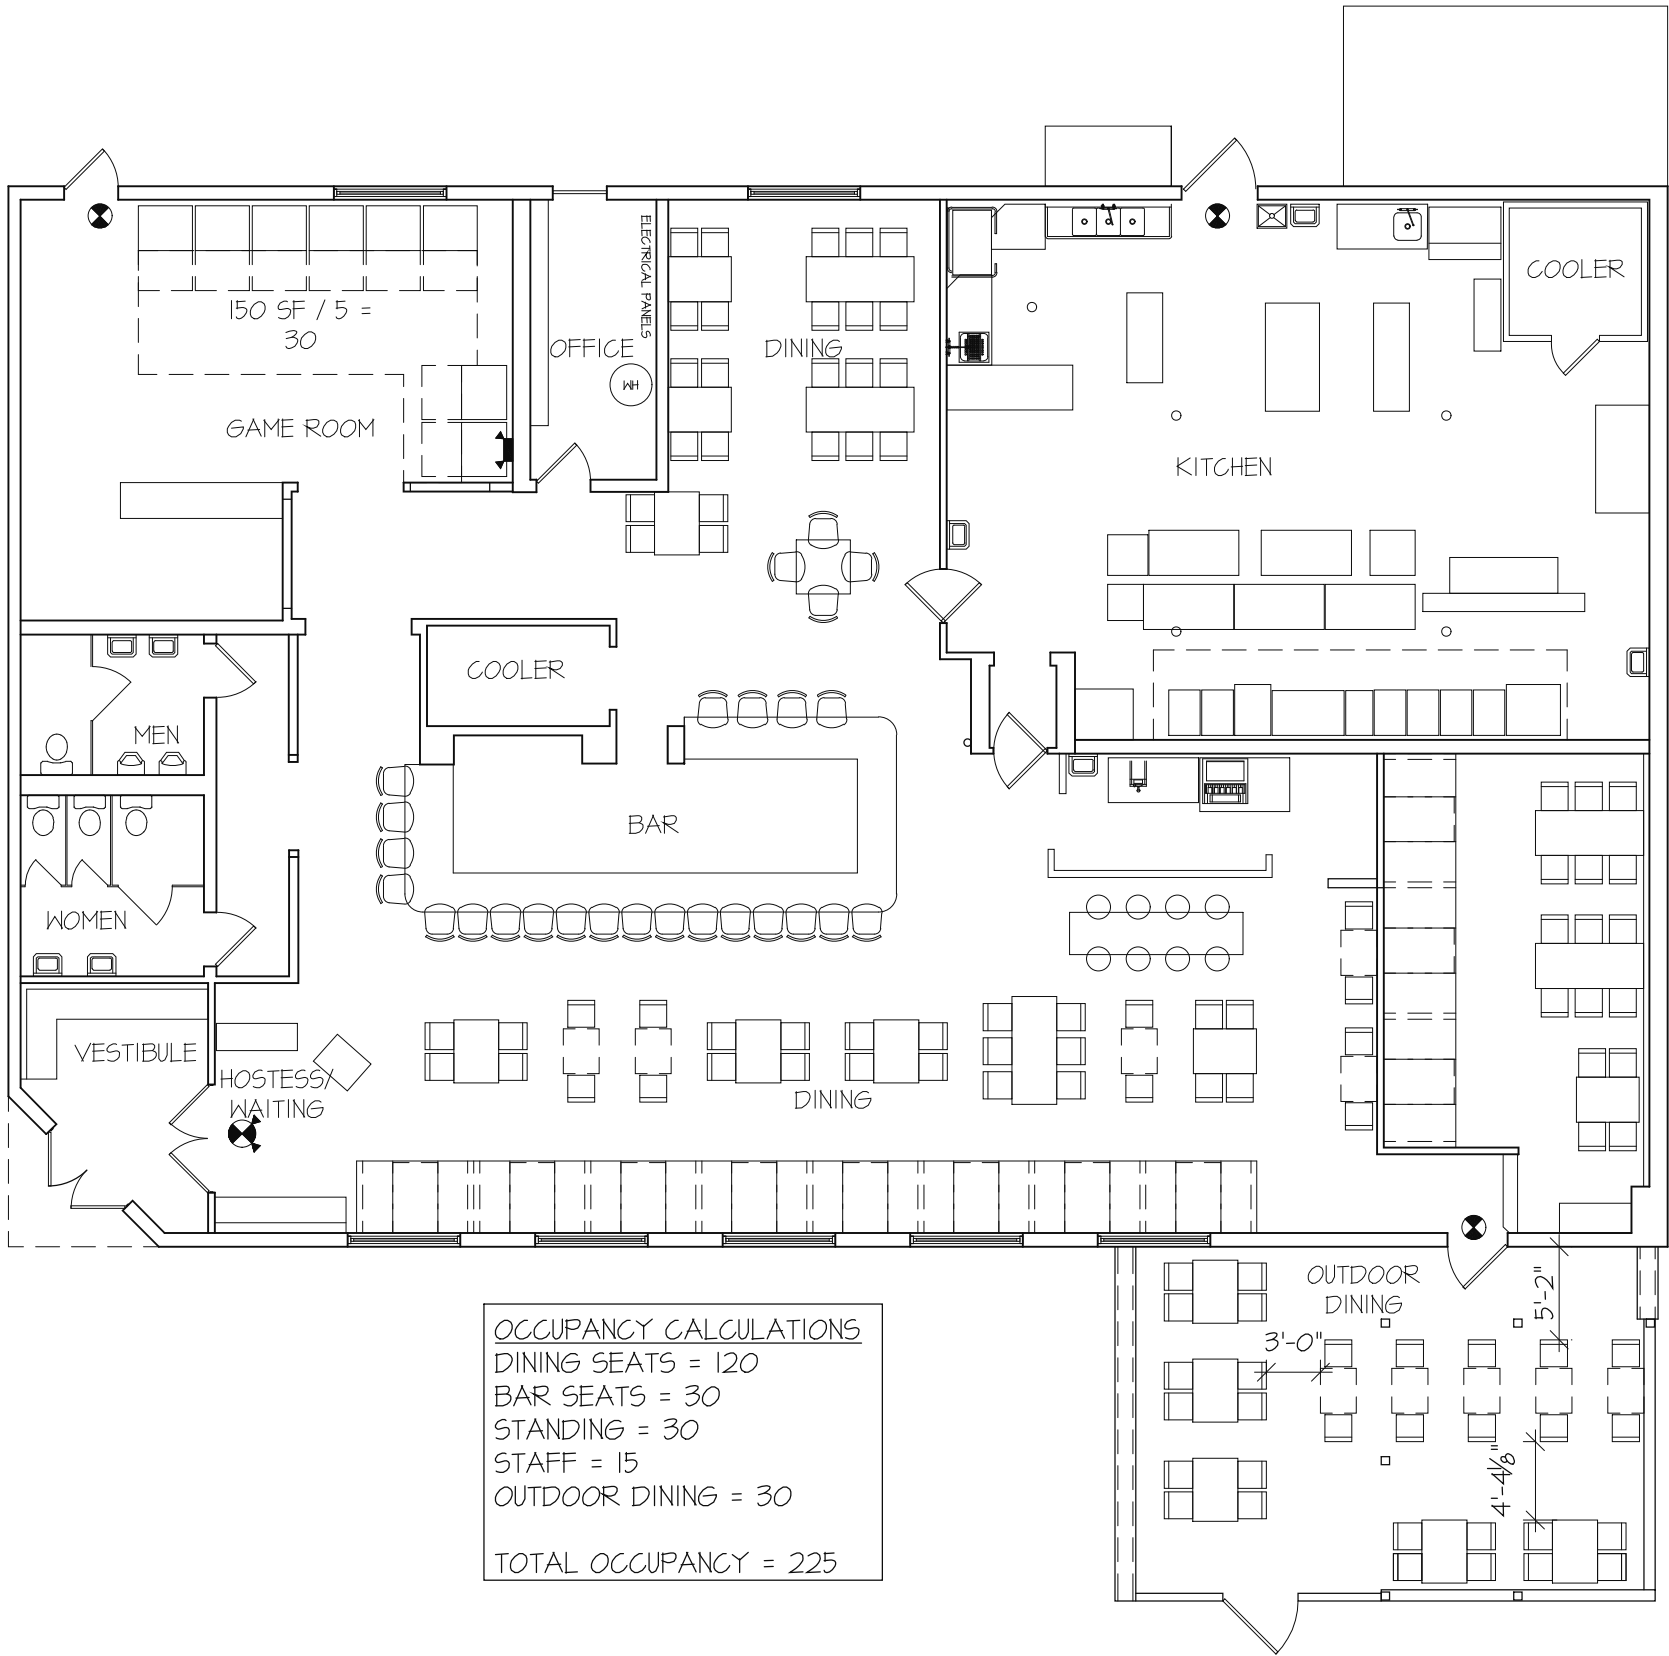 COOLER
150 SF / 5 =
30
ELECTRICAL PANELS
OFFICE
DINING
WH
GAME ROOM
KITCHEN
COOLER
MEN
BAR
WOMEN
VESTIBULE
HOSTESS/
WAITING
DINING
OUTDOOR
DINING
5'-2"
3'-0"
4'-4⅛"
OCCUPANCY CALCULATIONS
DINING SEATS = 120
BAR SEATS = 30
STANDING = 30
STAFF = 15
OUTDOOR DINING = 30
TOTAL OCCUPANCY = 225